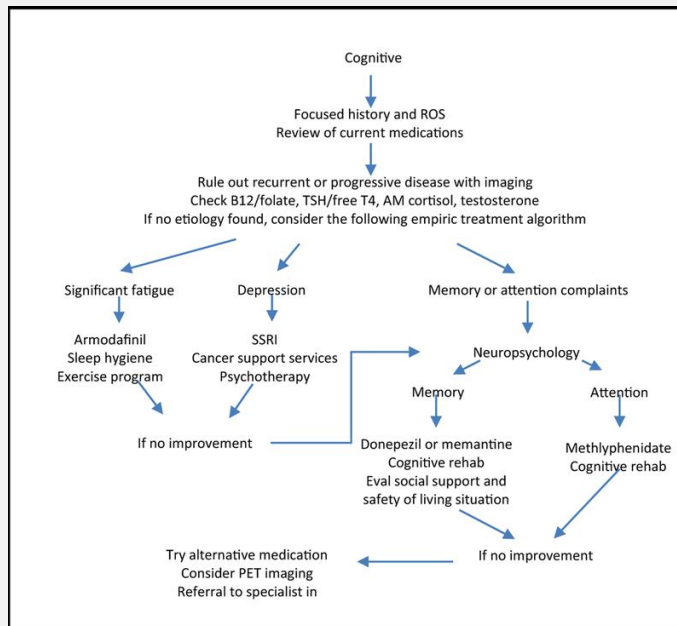 Cognitive
Focused history and ROS
Review of current medications
Rule out recurrent or progressive disease with imaging
Check B12/folate, TSH/free T4, AM cortisol, testosterone
If no etiology found, consider the following empiric treatment algorithm
Significant fatigue
Depression
Memory or attention complaints
Armodafinil
Sleep hygiene
Exercise program
SSRI
Cancer support services
Psychotherapy
Neuropsychology
Memory
Attention
If no improvement
Donepezil or memantine
Cognitive rehab
Eval social support and
safety of living situation
Methlyphenidate
Cognitive rehab
If no improvement
Try alternative medication
Consider PET imaging
Referral to specialist in